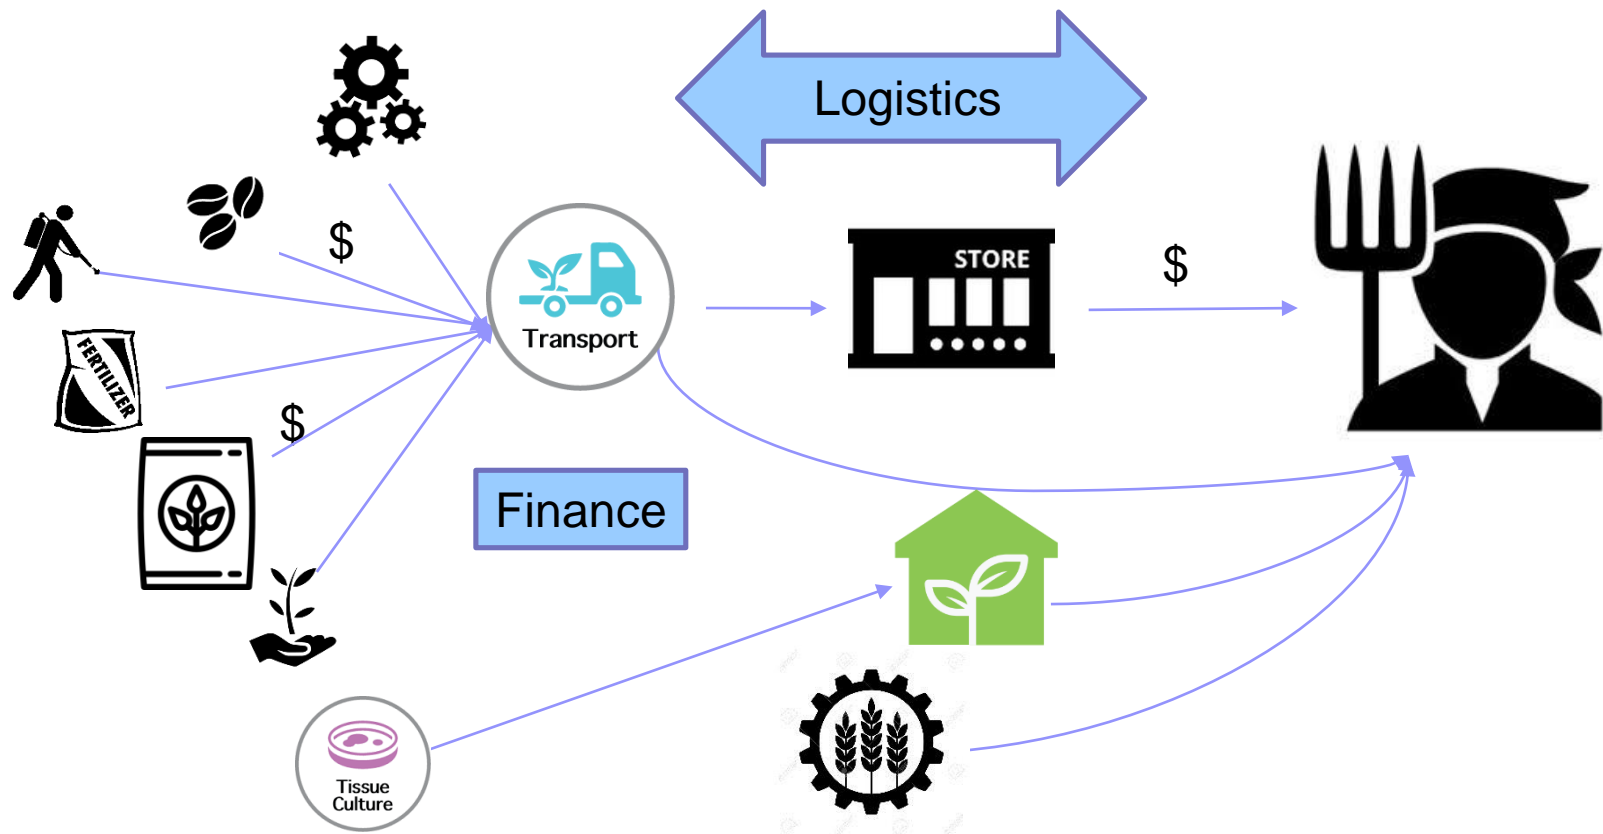 Logistics
$
STORE
$
Transport
FERTILIZER
$
Finance
Tissue
Culture